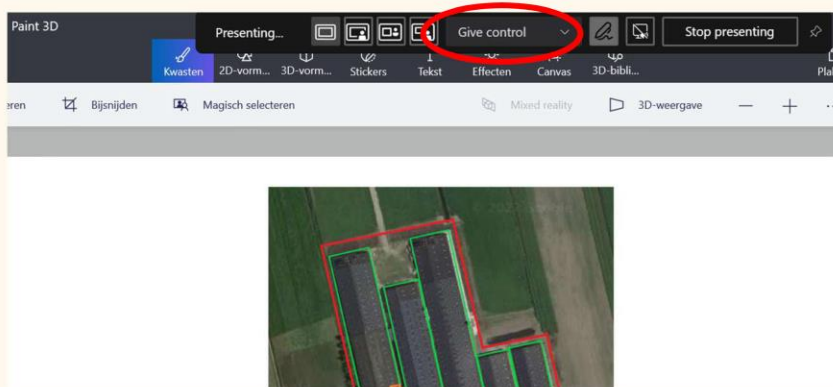 Paint 3D
Presenting...
Give control
Stop presenting
Kwasten
2D-vorm...
3D-vorm...
Stickers
Tekst
Effecten
Canvas
3D-bibli...
Pla
eren
Bijsnijden
Magisch selecteren
Mixed reality
3D-weergave